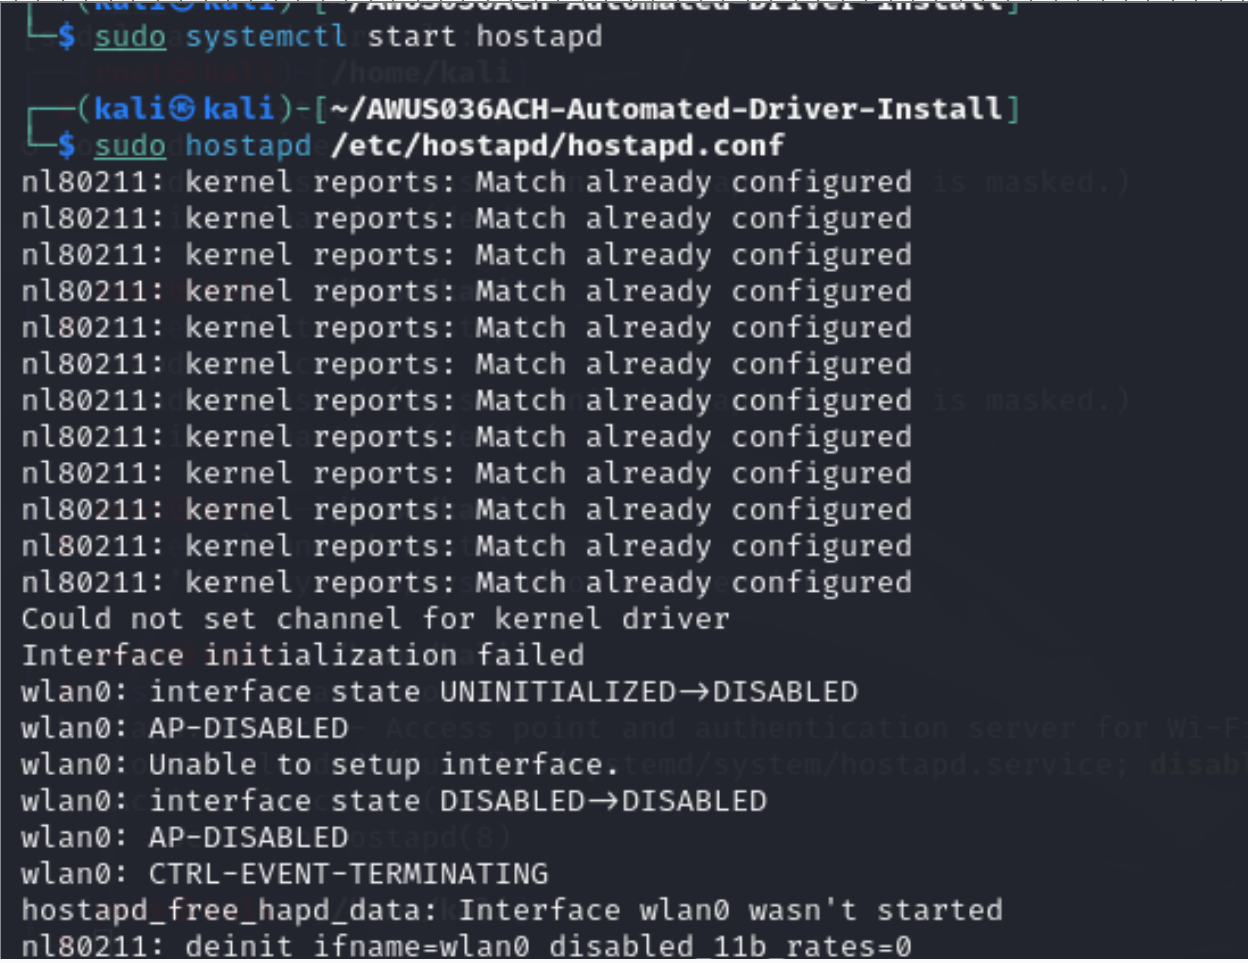 (kali㉿kali)-[~/AWUS036ACH-Automated-Driver-Install]
└─$ sudo systemctl start hostapd
┌──(kali㉿kali)-[~/AWUS036ACH-Automated-Driver-Install]
└─$ sudo hostapd /etc/hostapd/hostapd.conf
nl80211: kernel reports: Match already configured
nl80211: kernel reports: Match already configured
nl80211: kernel reports: Match already configured
nl80211: kernel reports: Match already configured
nl80211: kernel reports: Match already configured
nl80211: kernel reports: Match already configured
nl80211: kernel reports: Match already configured
nl80211: kernel reports: Match already configured
nl80211: kernel reports: Match already configured
nl80211: kernel reports: Match already configured
nl80211: kernel reports: Match already configured
nl80211: kernel reports: Match already configured
Could not set channel for kernel driver
Interface initialization failed
wlan0: interface state UNINITIALIZED→DISABLED
wlan0: AP-DISABLED
wlan0: Unable to setup interface.
wlan0: interface state DISABLED→DISABLED
wlan0: AP-DISABLED
wlan0: CTRL-EVENT-TERMINATING
hostapd_free_hapd_data: Interface wlan0 wasn't started
nl80211: deinit ifname=wlan0 disabled_11b_rates=0